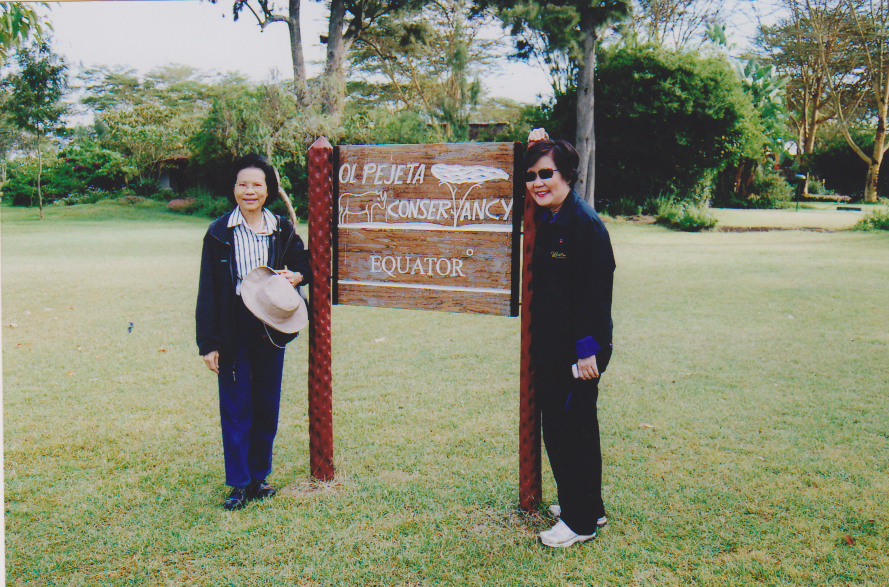 OL PEJETA
CONSERVANCY
EQUATOR°